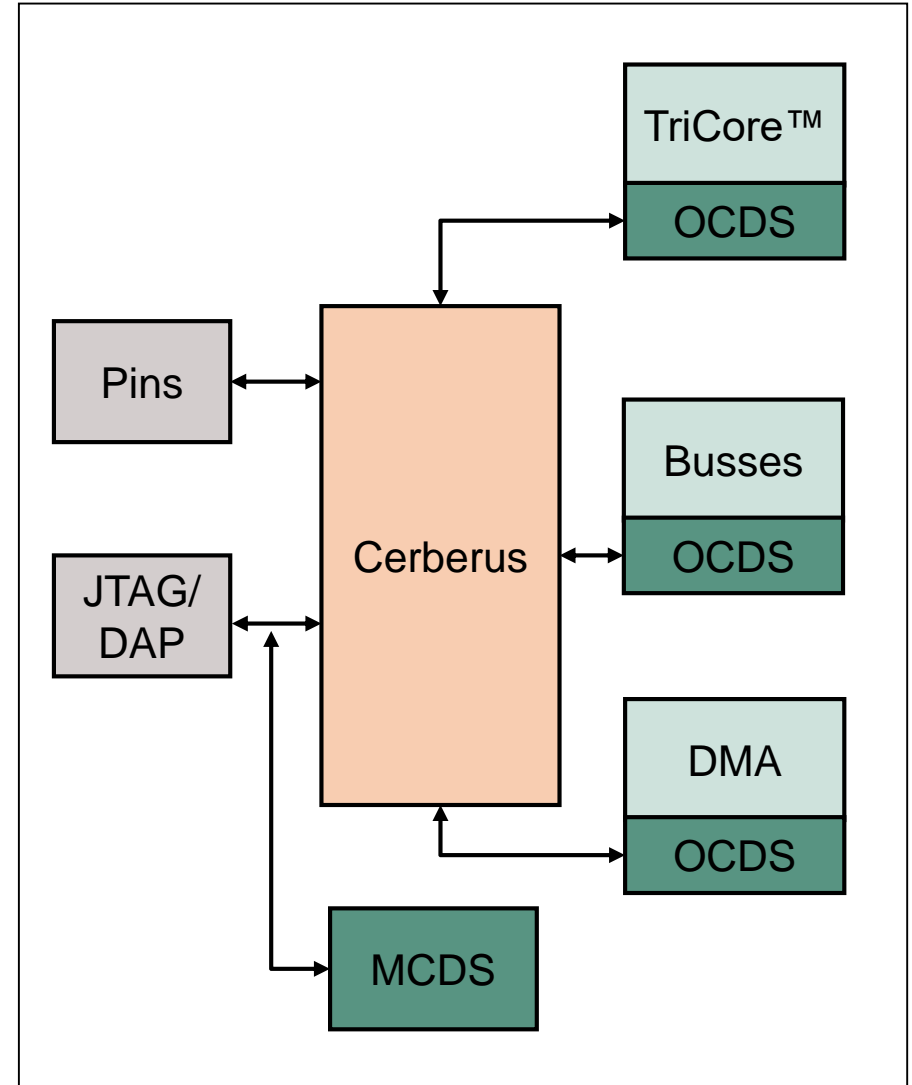 TriCore™
OCDS
Pins
Busses
OCDS
Cerberus
JTAG/
DAP
DMA
OCDS
MCDS